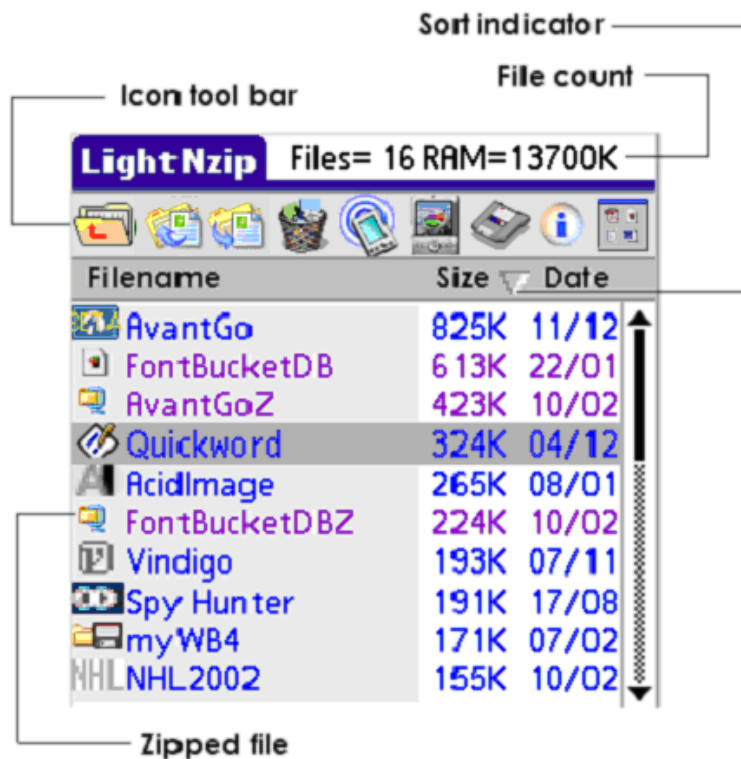 Sort indicator
File count
Icon tool bar
LightNzip Files= 16 RAM=13700K
Filename Size Date
AvantGo 825K 11/12
FontBucketDB 613K 22/01
AvantGoZ 423K 10/02
Quickword 324K 04/12
AcidImage 265K 08/01
FontBucketDBZ 224K 10/02
Vindigo 193K 07/11
Spy Hunter 191K 17/08
myWB4 171K 07/02
NHL NHL2002 155K 10/02
Zipped file